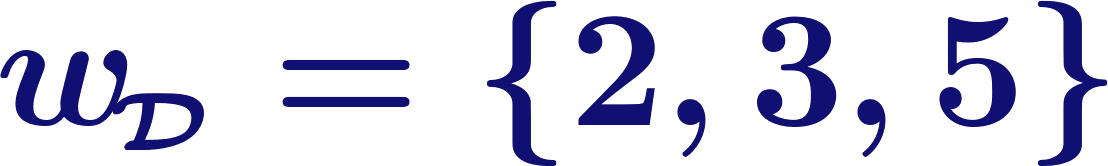 w_𝒟 = {2, 3, 5}